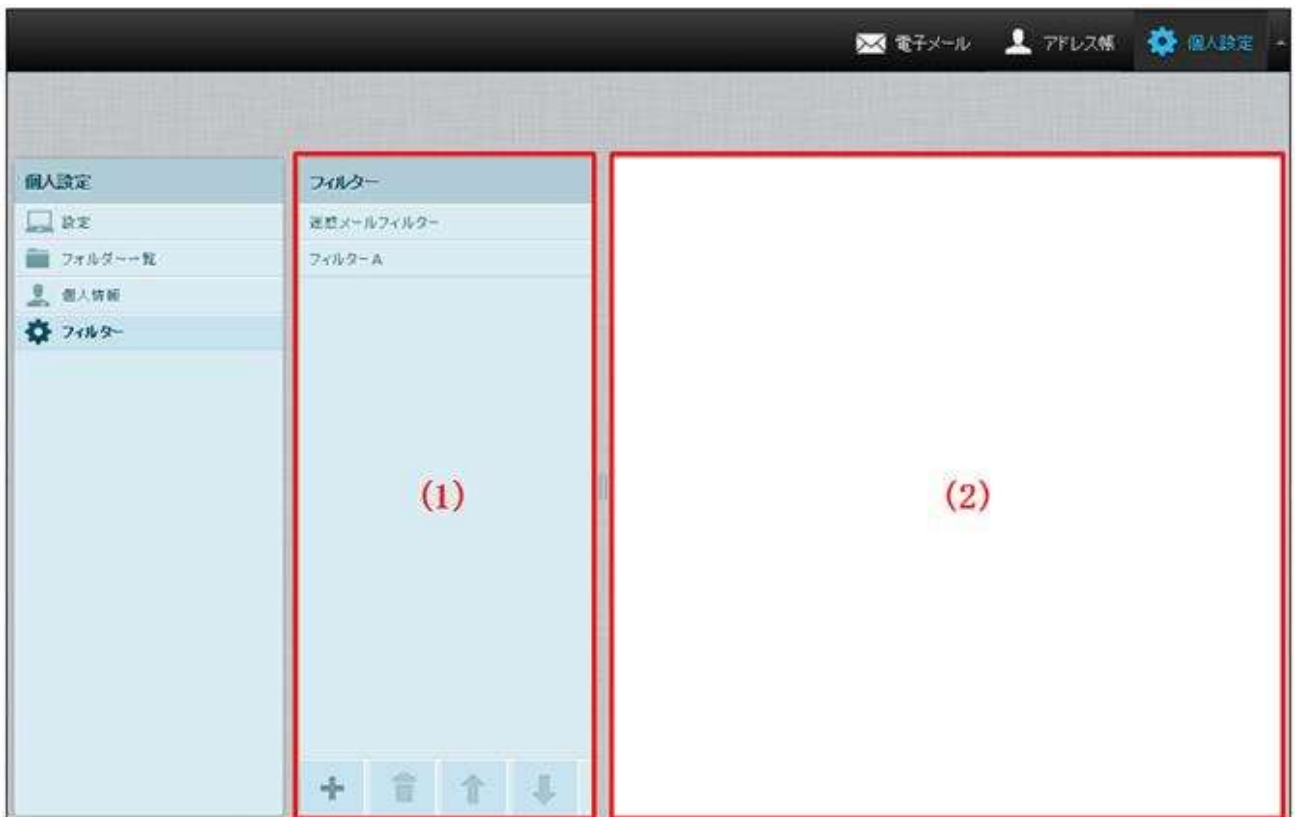 電子メール
アドレス帳
個人設定
個人設定
設定
フォルダー一覧
個人情報
フィルター
フィルター
迷惑メールフィルター
フィルターA
(1)
(2)